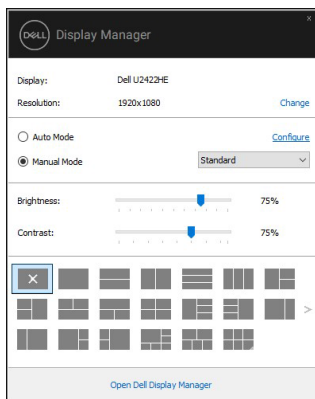 x
DELL Display Manager
Display: Dell U2422HE
Resolution: 1920x1080 Change
Auto Mode Configure
Manual Mode Standard
Brightness: 75%
Contrast: 75%
Open Dell Display Manager